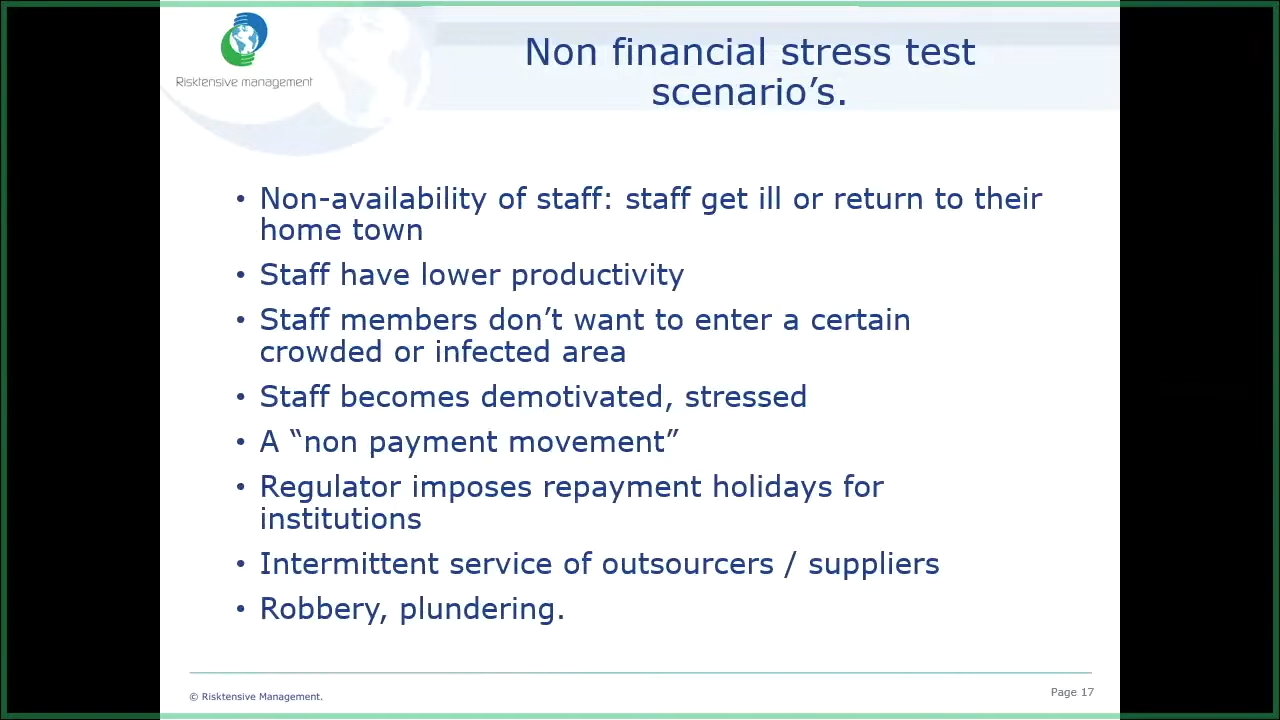 Risktensive management
Non financial stress test
scenario’s.
• Non-availability of staff: staff get ill or return to their
home town
• Staff have lower productivity
• Staff members don’t want to enter a certain
crowded or infected area
• Staff becomes demotivated, stressed
• A “non payment movement”
• Regulator imposes repayment holidays for
institutions
• Intermittent service of outsourcers / suppliers
• Robbery, plundering.
© Risktensive Management.
Page 17